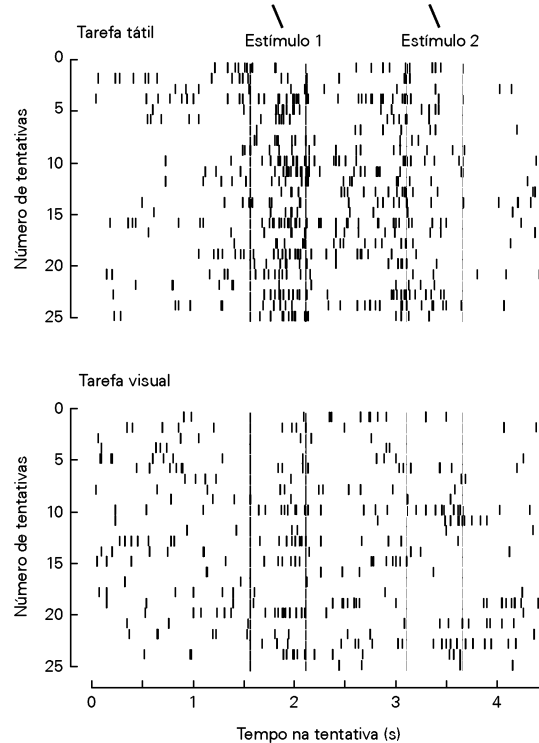 Tarefa tátil
Estímulo 1
Estímulo 2
Número de tentativas
0
5
10
15
20
25
Tarefa visual
Número de tentativas
0
5
10
15
20
25
0
1
2
3
4
Tempo na tentativa (s)